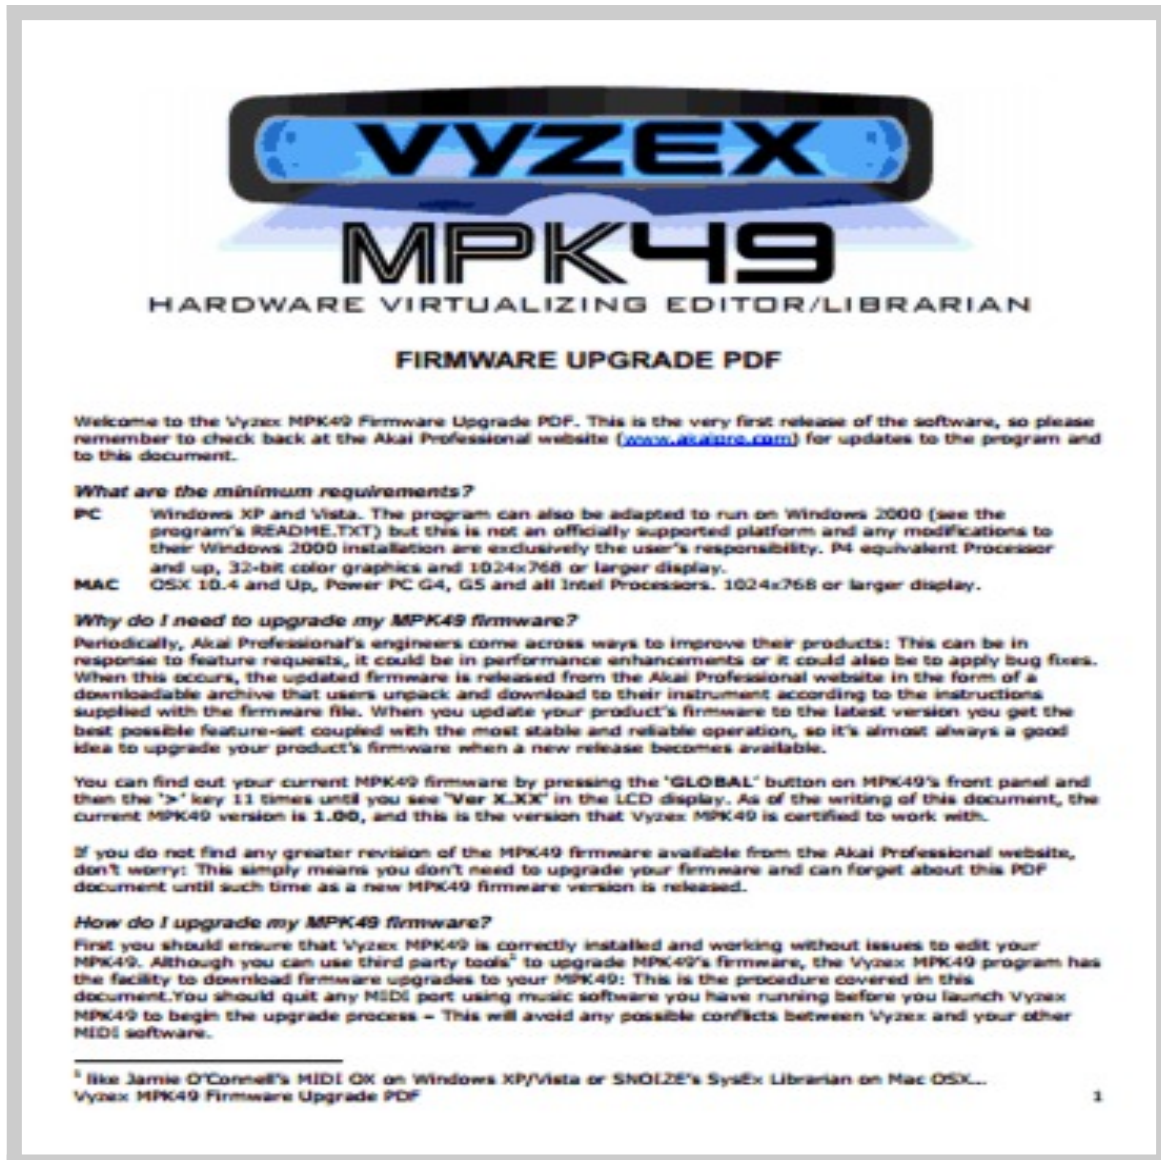 VYZEX
MPK49
HARDWARE VIRTUALIZING EDITOR/LIBRARIAN
FIRMWARE UPGRADE PDF
Welcome to the Vyzex MPK49 Firmware Upgrade PDF. This is the very first release of the software, so please
remember to check back at the Akai Professional website (www.akaipro.com) for updates to the program and
to this document.
What are the minimum requirements?
PC Windows XP and Vista. The program can also be adapted to run on Windows 2000 (see the
program's README.TXT) but this is not an officially supported platform and any modifications to
their Windows 2000 installation are exclusively the user's responsibility. P4 equivalent Processor
and up, 32-bit color graphics and 1024x768 or larger display.
MAC OSX 10.4 and Up, Power PC G4, G5 and all Intel Processors. 1024x768 or larger display.
Why do I need to upgrade my MPK49 firmware?
Periodically, Akai Professional's engineers come across ways to improve their products: This can be in
response to feature requests, it could be in performance enhancements or it could also be to apply bug fixes.
When this occurs, the updated firmware is released from the Akai Professional website in the form of a
downloadable archive that users unpack and download to their instrument according to the instructions
supplied with the firmware file. When you update your product's firmware to the latest version you get the
best possible feature-set coupled with the most stable and reliable operation, so it's almost always a good
idea to upgrade your product's firmware when a new release becomes available.
You can find out your current MPK49 firmware by pressing the 'GLOBAL' button on MPK49's front panel and
then the '>' key 11 times until you see 'Ver X.XX' in the LCD display. As of the writing of this document, the
current MPK49 version is 1.00, and this is the version that Vyzex MPK49 is certified to work with.
If you do not find any greater revision of the MPK49 firmware available from the Akai Professional website,
don't worry: This simply means you don't need to upgrade your firmware and can forget about this PDF
document until such time as a new MPK49 firmware version is released.
How do I upgrade my MPK49 firmware?
First you should ensure that Vyzex MPK49 is correctly installed and working without issues to edit your
MPK49. Although you can use third party tools¹ to upgrade MPK49's firmware, the Vyzex MPK49 program has
the facility to download firmware upgrades to your MPK49: This is the procedure covered in this
document.You should quit any MIDI port using music software you have running before you launch Vyzex
MPK49 to begin the upgrade process – This will avoid any possible conflicts between Vyzex and your other
MIDI software.
¹ like Jamie O'Connell's MIDI OX on Windows XP/Vista or SNOIZE's SysEx Librarian on Mac OSX...
Vyzex MPK49 Firmware Upgrade PDF 1